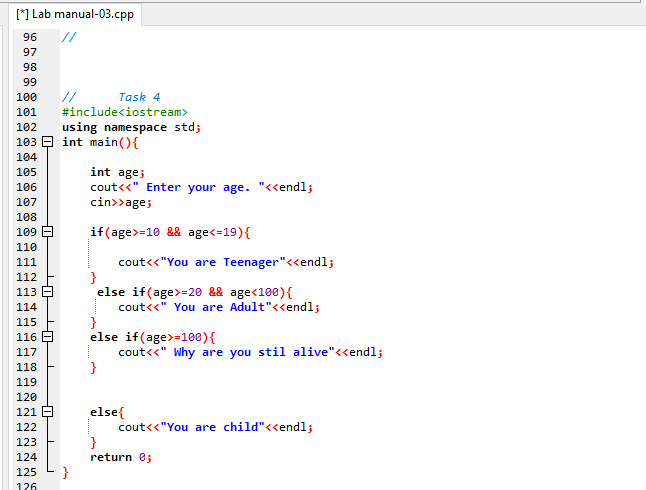 [*] Lab manual-03.cpp
96 //
97
98
99
100 // Task 4
101 #include<iostream>
102 using namespace std;
103 int main(){
104
105 int age;
106 cout<<" Enter your age. "<<endl;
107 cin>>age;
108
109 if(age>=10 && age<=19){
110
111 cout<<"You are Teenager"<<endl;
112 }
113 else if(age>=20 && age<100){
114 cout<<" You are Adult"<<endl;
115 }
116 else if(age>=100){
117 cout<<" Why are you stil alive"<<endl;
118 }
119
120
121 else{
122 cout<<"You are child"<<endl;
123 }
124 return 0;
125 }
126